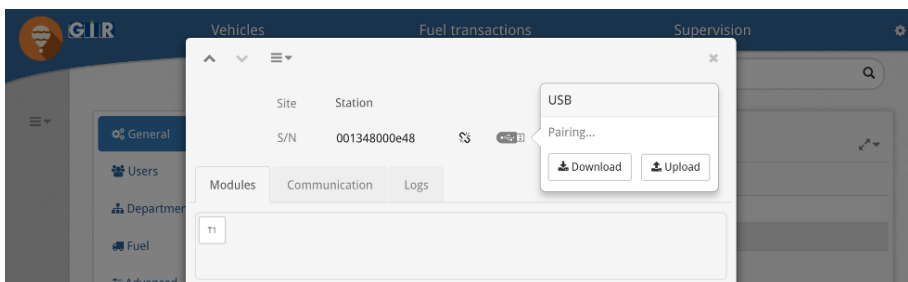 GIR
Vehicles
Fuel transactions
Supervision
Site
Station
S/N
001348000e48
USB
Pairing...
Download
Upload
General
Users
Departmen
Fuel
Modules
Communication
Logs
T1
Advanced